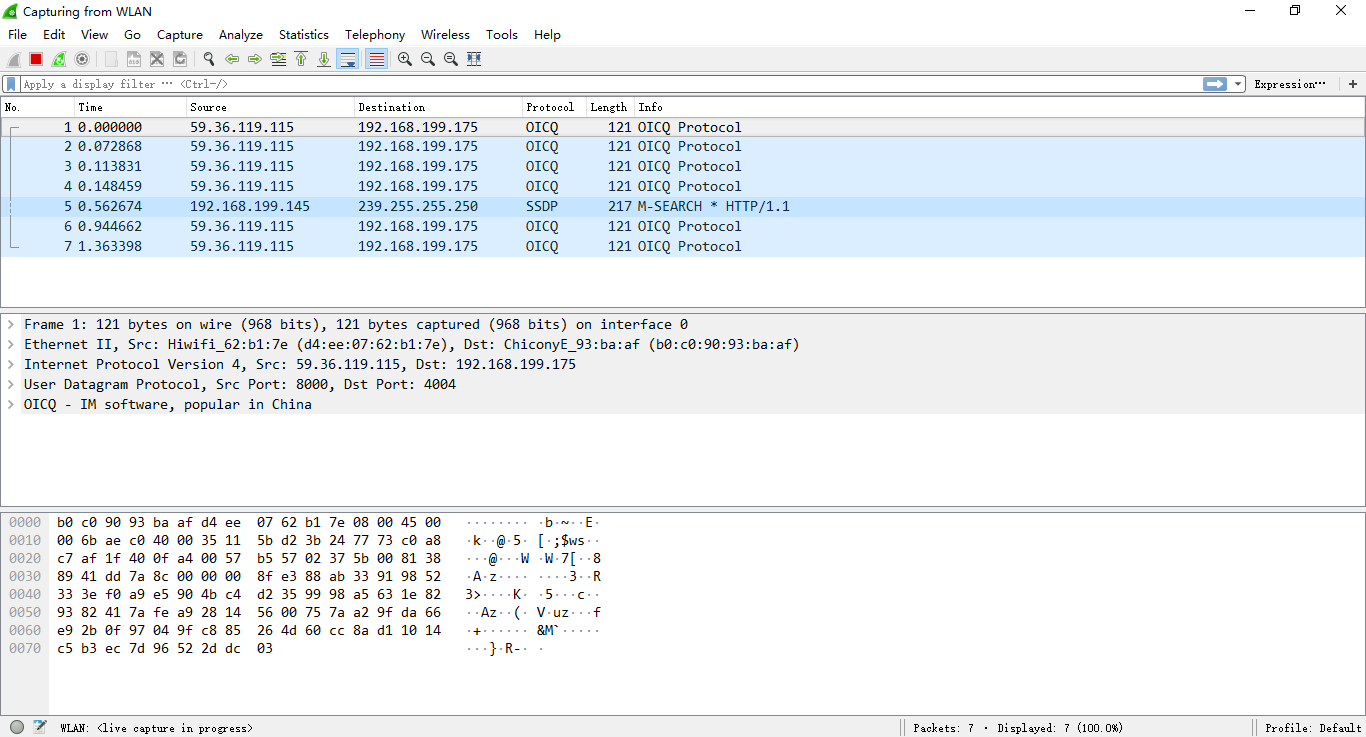 Capturing from WLAN
File Edit View Go Capture Analyze Statistics Telephony Wireless Tools Help
Apply a display filter ··· <Ctrl-/> Expression··· +
No. Time Source Destination Protocol Length Info
1 0.000000 59.36.119.115 192.168.199.175 OICQ 121 OICQ Protocol
2 0.072868 59.36.119.115 192.168.199.175 OICQ 121 OICQ Protocol
3 0.113831 59.36.119.115 192.168.199.175 OICQ 121 OICQ Protocol
4 0.148459 59.36.119.115 192.168.199.175 OICQ 121 OICQ Protocol
5 0.562674 192.168.199.145 239.255.255.250 SSDP 217 M-SEARCH * HTTP/1.1
6 0.944662 59.36.119.115 192.168.199.175 OICQ 121 OICQ Protocol
7 1.363398 59.36.119.115 192.168.199.175 OICQ 121 OICQ Protocol
Frame 1: 121 bytes on wire (968 bits), 121 bytes captured (968 bits) on interface 0
Ethernet II, Src: Hiwifi_62:b1:7e (d4:ee:07:62:b1:7e), Dst: ChiconyE_93:ba:af (b0:c0:90:93:ba:af)
Internet Protocol Version 4, Src: 59.36.119.115, Dst: 192.168.199.175
User Datagram Protocol, Src Port: 8000, Dst Port: 4004
OICQ - IM software, popular in China
0000 b0 c0 90 93 ba af d4 ee 07 62 b1 7e 08 00 45 00 ········ ·b·~··E·
0010 00 6b ae c0 40 00 35 11 5b d2 3b 24 77 73 c0 a8 ·k··@·5· [·;$ws··
0020 c7 af 1f 40 0f a4 00 57 b5 57 02 37 5b 00 81 38 ···@···W ·W·7[··8
0030 89 41 dd 7a 8c 00 00 00 8f e3 88 ab 33 91 98 52 ·A·z···· ····3··R
0040 33 3e f0 a9 e5 90 4b c4 d2 35 99 98 a5 63 1e 82 3>····K· ·5···c··
0050 93 82 41 7a fe a9 28 14 56 00 75 7a a2 9f da 66 ··Az··(· V·uz···f
0060 e9 2b 0f 97 04 9f c8 85 26 4d 60 cc 8a d1 10 14 ·+······ &M`·····
0070 c5 b3 ec 7d 96 52 2d dc 03 ···}·R-· ·
WLAN: <live capture in progress> Packets: 7 · Displayed: 7 (100.0%) Profile: Default